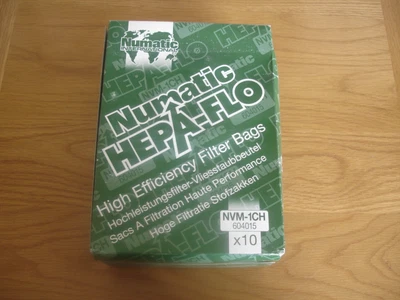 Numatic
INTERNATIONAL
Numatic
HEPA-FLO
High Efficiency Filter Bags
Hochleistungsfilter-Vliesstaubbeutel
Sacs A Filtration Haute Performance
Hoge Filtratie Stofzakken
NVM-1CH
604015
x10